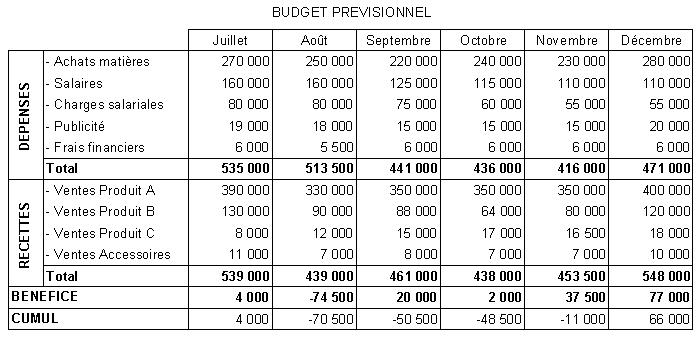 BUDGET PREVISIONNEL
Juillet Août Septembre Octobre Novembre Décembre
DEPENSES
- Achats matières 270 000 250 000 220 000 240 000 230 000 280 000
- Salaires 160 000 160 000 125 000 115 000 110 000 110 000
- Charges salariales 80 000 80 000 75 000 60 000 55 000 55 000
- Publicité 19 000 18 000 15 000 15 000 15 000 20 000
- Frais financiers 6 000 5 500 6 000 6 000 6 000 6 000
Total 535 000 513 500 441 000 436 000 416 000 471 000
RECETTES
- Ventes Produit A 390 000 330 000 350 000 350 000 350 000 400 000
- Ventes Produit B 130 000 90 000 88 000 64 000 80 000 120 000
- Ventes Produit C 8 000 12 000 15 000 17 000 16 500 18 000
- Ventes Accessoires 11 000 7 000 8 000 7 000 7 000 10 000
Total 539 000 439 000 461 000 438 000 453 500 548 000
BENEFICE 4 000 -74 500 20 000 2 000 37 500 77 000
CUMUL 4 000 -70 500 -50 500 -48 500 -11 000 66 000